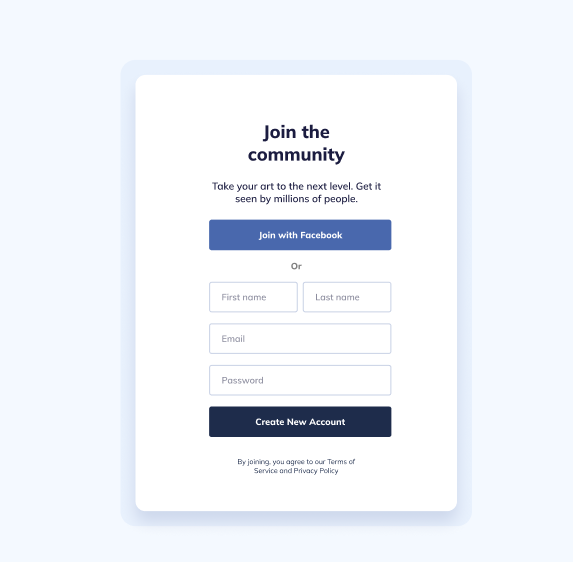 Join the
community
Take your art to the next level. Get it
seen by millions of people.
Join with Facebook
Or
First name Last name
Email
Password
Create New Account
By joining, you agree to our Terms of
Service and Privacy Policy